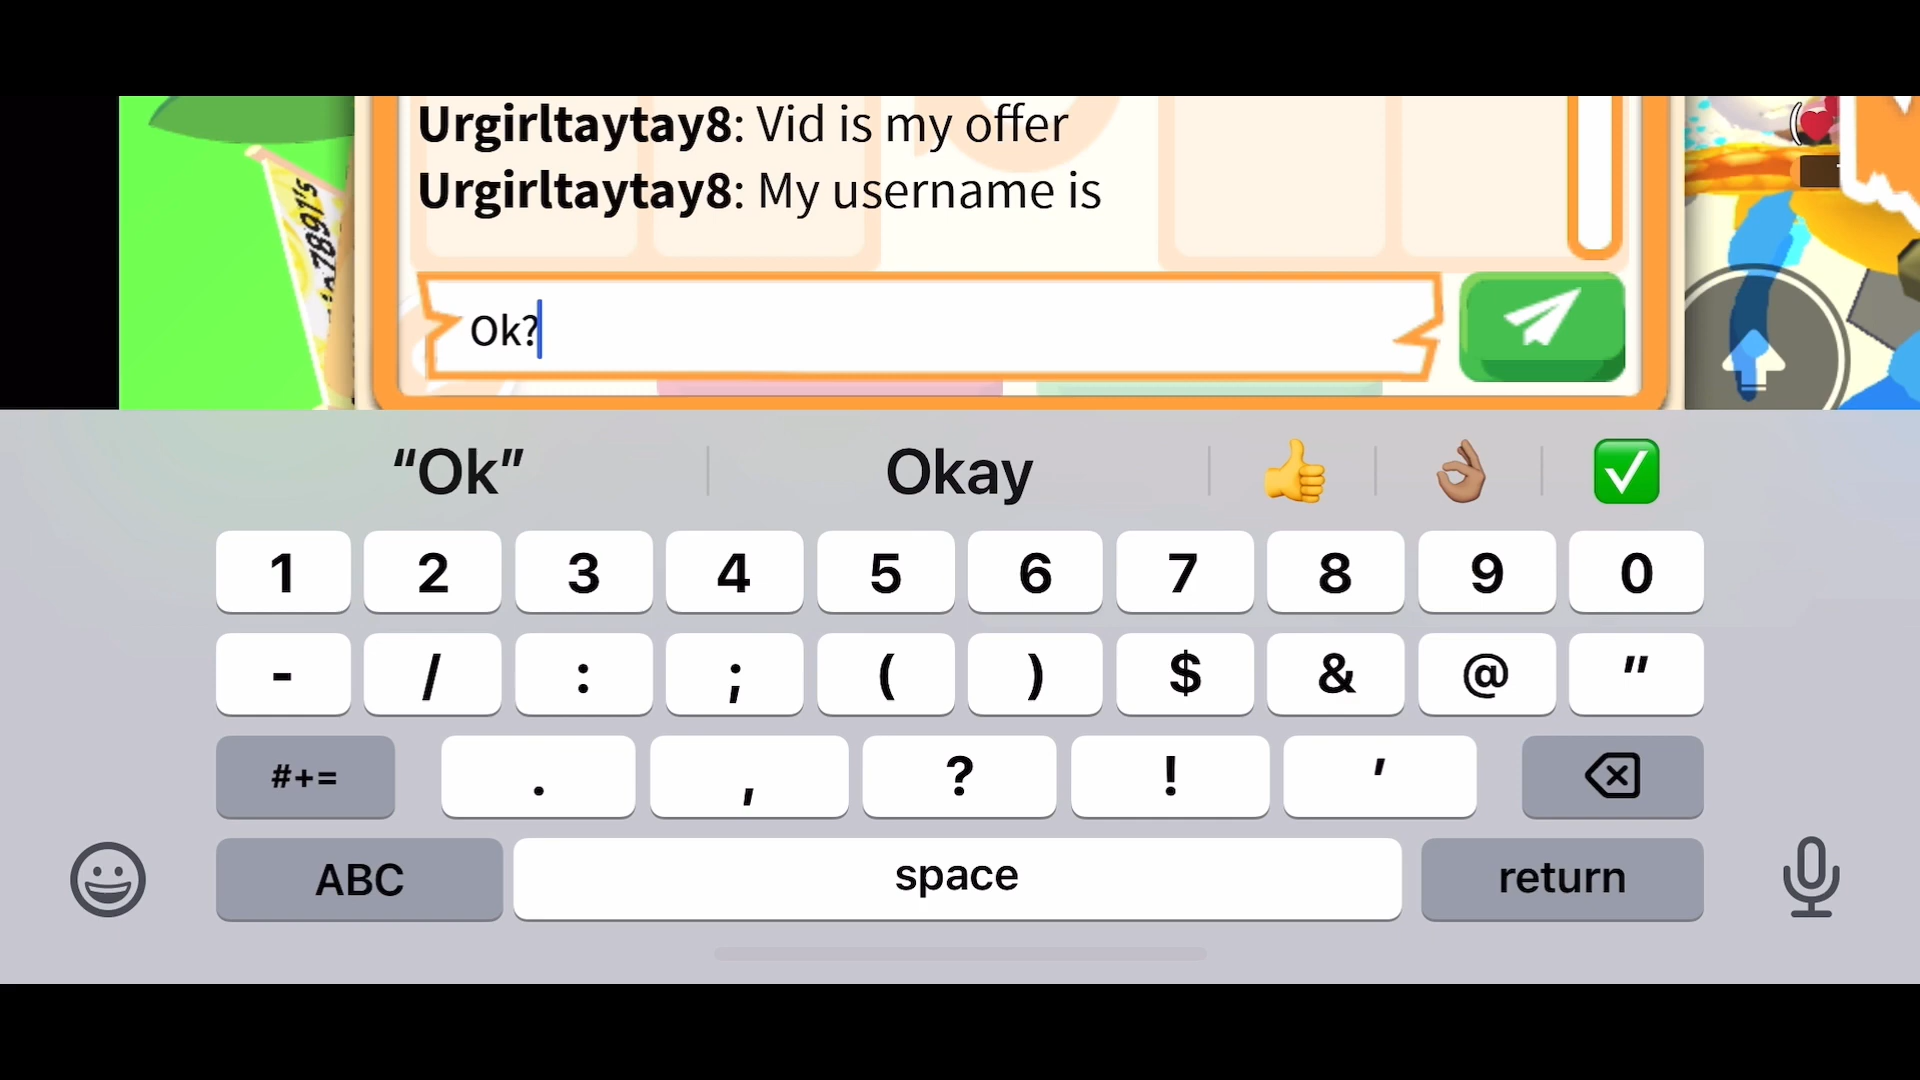 Urgirltaytay8: Vid is my offer
Urgirltaytay8: My username is
Ok?
“Ok” Okay
1 2 3 4 5 6 7 8 9 0
- / : ; ( ) $ & @ "
#+= . , ? ! '
ABC space return